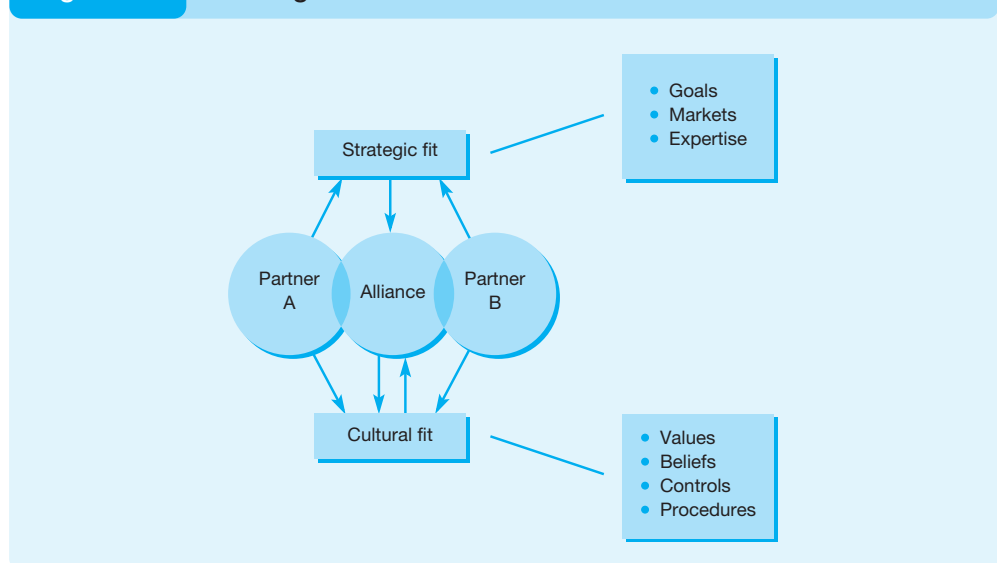 Goals
Markets
Expertise
Strategic fit
Partner
A
Alliance
Partner
B
Cultural fit
Values
Beliefs
Controls
Procedures